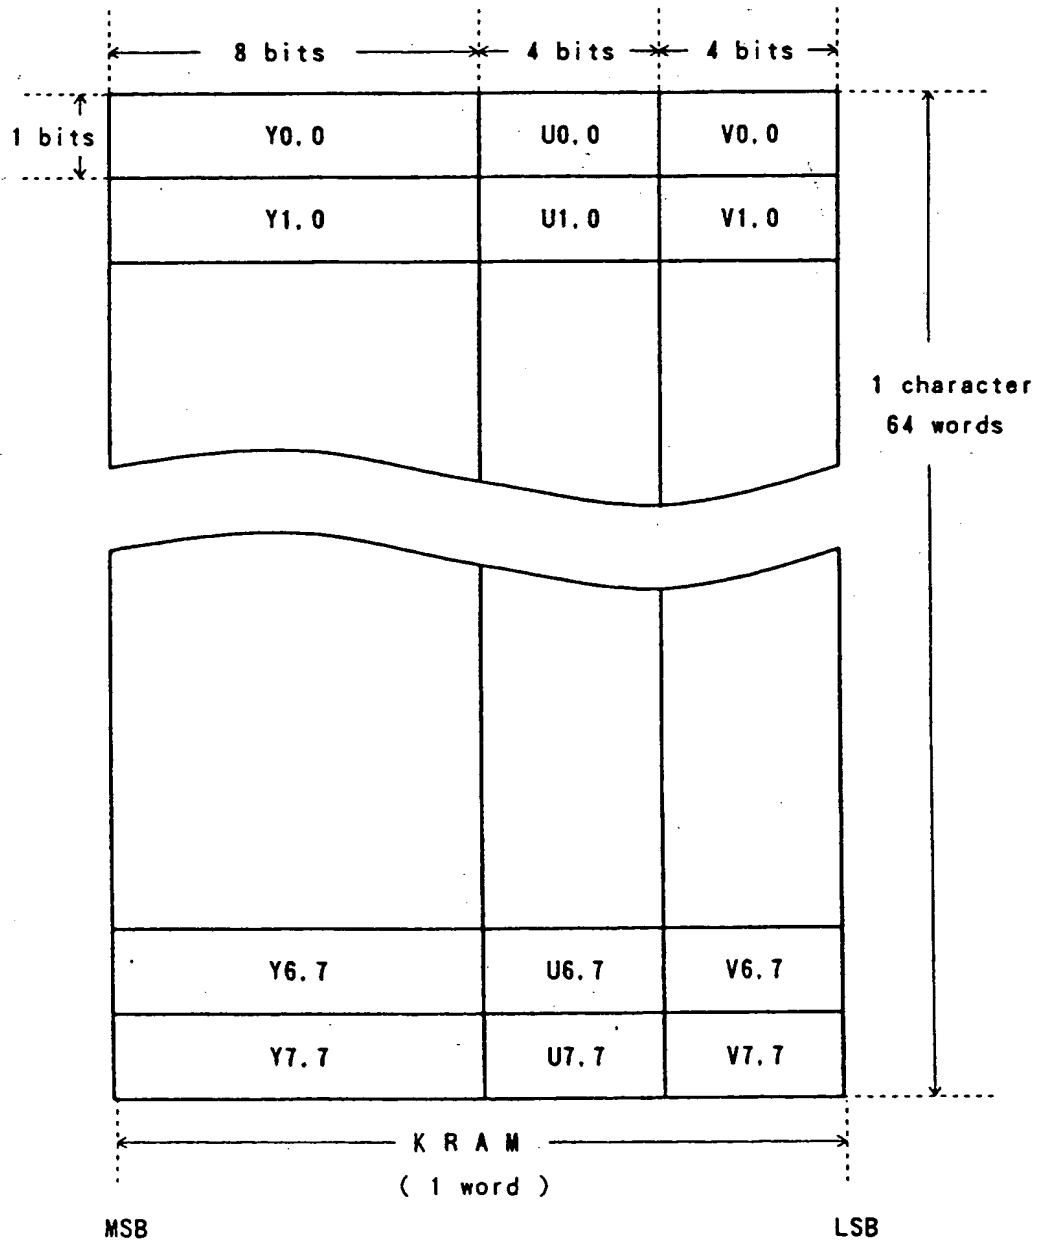 8 bits 4 bits 4 bits
1 bits
Y0.0 U0.0 V0.0
Y1.0 U1.0 V1.0
1 character
64 words
Y6.7 U6.7 V6.7
Y7.7 U7.7 V7.7
K R A M
( 1 word )
MSB LSB